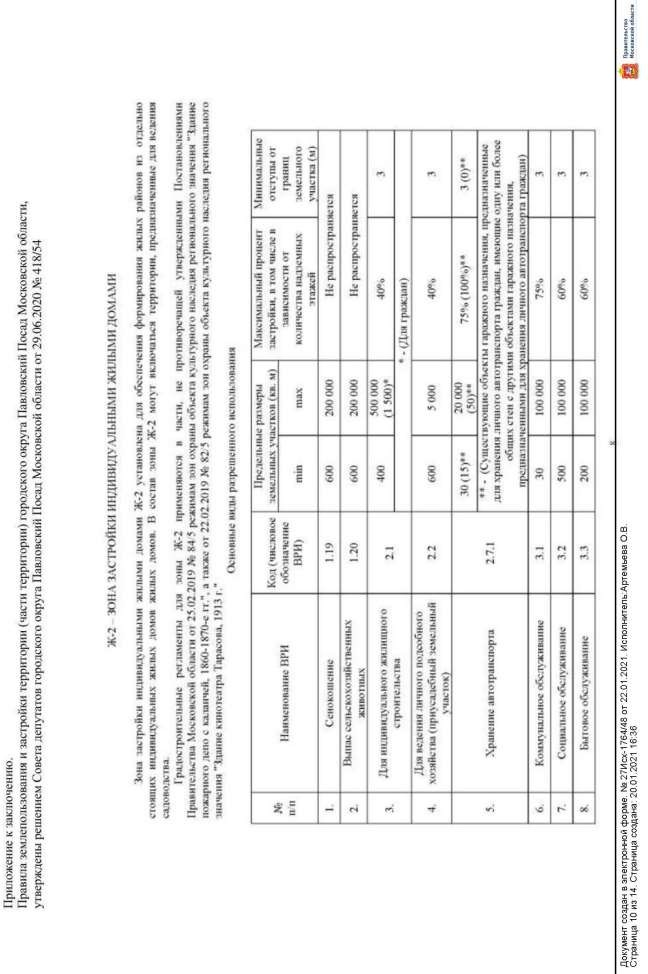 Приложение к заключению.
Правила землепользования и застройки территории (части территории) городского округа Павловский Посад Московской области,
утверждены решением Совета депутатов городского округа Павловский Посад Московской области от 29.06.2020 № 418/54
Ж-2 – ЗОНА ЗАСТРОЙКИ ИНДИВИДУАЛЬНЫМИ ЖИЛЫМИ ДОМАМИ
Зона застройки индивидуальными жилыми домами Ж-2 установлена для обеспечения формирования жилых районов из отдельно
стоящих индивидуальных жилых домов жилых домов. В состав зоны Ж-2 могут включаться территории, предназначенные для ведения
садоводства.
Градостроительные регламенты для зоны Ж-2 применяются в части, не противоречащей утвержденными Постановлениями
Правительства Московской области от 25.02.2019 № 84/5 режимам зон охраны объекта культурного наследия регионального значения "Здание
пожарного депо с каланчей, 1860-1870-е гг.", а также от 22.02.2019 № 82/5 режимам зон охраны объекта культурного наследия регионального
значения "Здание кинотеатра Тарасова, 1913 г."
Основные виды разрешенного использования
№
п/п
Наименование ВРИ
Код (числовое
обозначение
ВРИ)
Предельные размеры
земельных участков (кв. м)
min
max
Максимальный процент
застройки, в том числе в
зависимости от
количества надземных
этажей
Минимальные
отступы от
границ
земельного
участка (м)
1. Сенокошение 1.19 600 200 000 Не распространяется
2. Выпас сельскохозяйственных
животных 1.20 600 200 000 Не распространяется
3. Для индивидуального жилищного
строительства 2.1 400 500 000
(1 500)* 40% 3
* - (Для граждан)
4. Для ведения личного подсобного
хозяйства (приусадебный земельный
участок) 2.2 600 5 000 40% 3
5. Хранение автотранспорта 2.7.1 30 (15)** 20 000
(50)** 75% (100%)** 3 (0)**
** - (Существующие объекты гаражного назначения, предназначенные
для хранения личного автотранспорта граждан, имеющие одну или более
общих стен с другими объектами гаражного назначения,
предназначенными для хранения личного автотранспорта граждан)
6. Коммунальное обслуживание 3.1 30 100 000 75% 3
7. Социальное обслуживание 3.2 500 100 000 60% 3
8. Бытовое обслуживание 3.3 200 100 000 60% 3
Документ создан в электронной форме. № 27Исх-1764/48 от 22.01.2021. Исполнитель:Артемьева О.В.
Страница 10 из 14. Страница создана: 20.01.2021 16:36
Правительство
Московской области